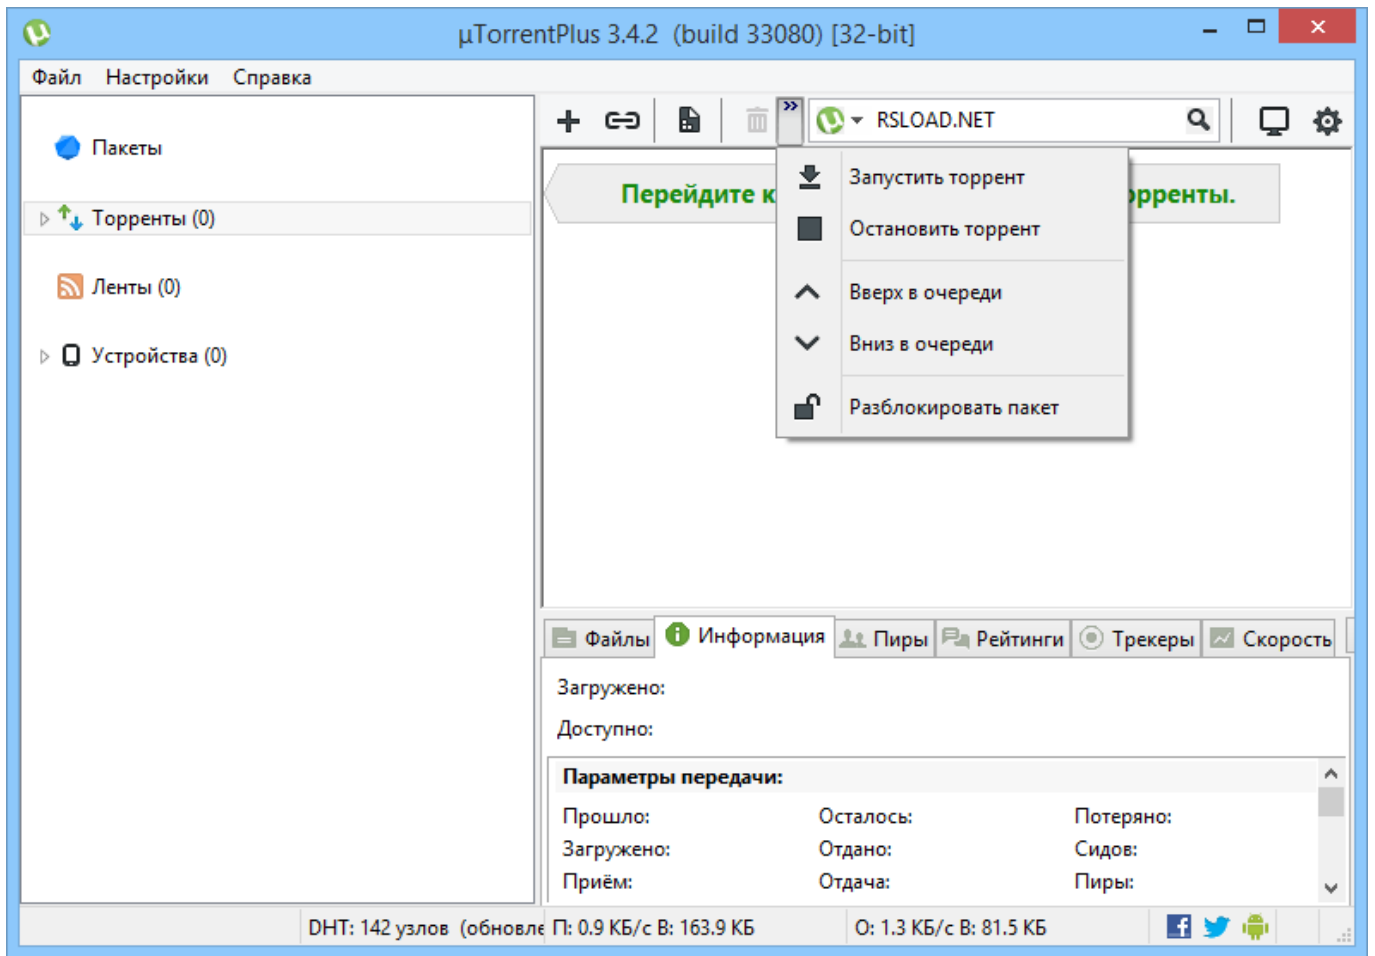 µTorrentPlus 3.4.2 (build 33080) [32-bit]
Файл Настройки Справка
Пакеты
Торренты (0)
Ленты (0)
Устройства (0)
RSLOAD.NET
Перейдите
Запустить торрент
Остановить торрент
Вверх в очереди
Вниз в очереди
Разблокировать пакет
Файлы Информация Пиры Рейтинги Трекеры Скорость
Загружено:
Доступно:
Параметры передачи:
Прошло: Осталось: Потеряно:
Загружено: Отдано: Сидов:
Приём: Отдача: Пиры:
DHT: 142 узлов (обновле П: 0.9 КБ/с В: 163.9 КБ О: 1.3 КБ/с В: 81.5 КБ